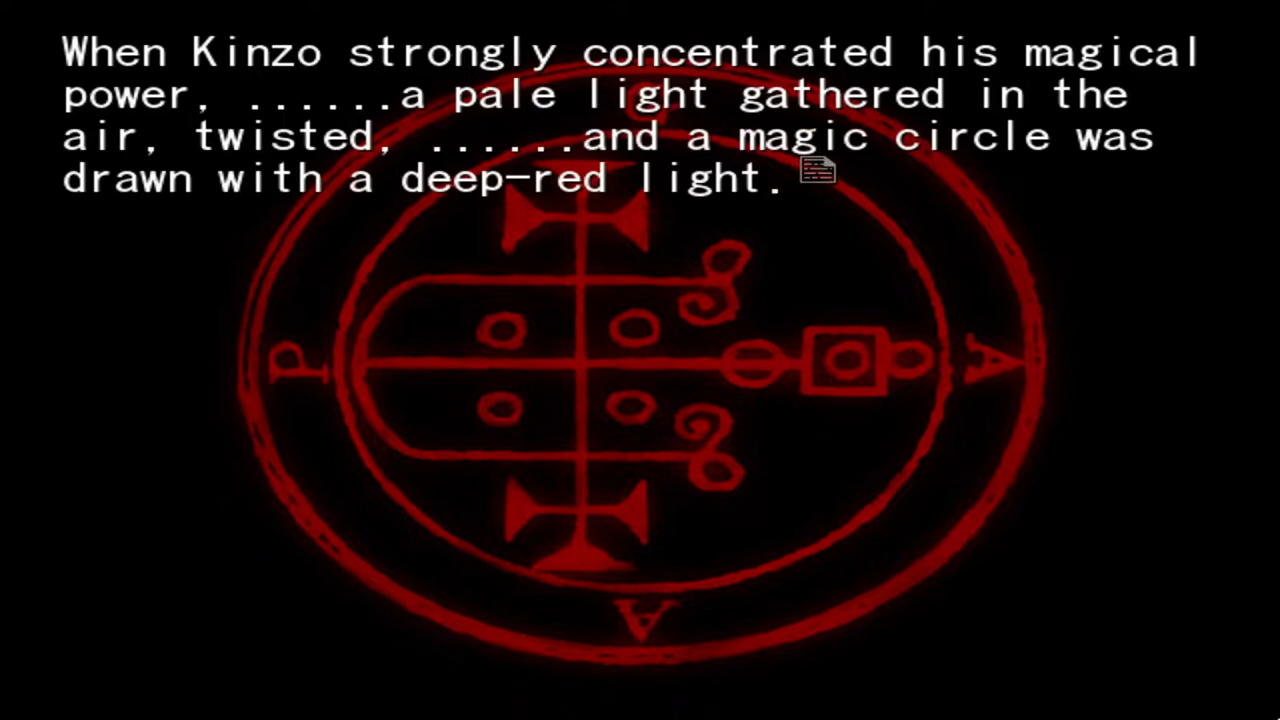 When Kinzo strongly concentrated his magical
power, ......a pale light gathered in the
air, twisted, ......and a magic circle was
drawn with a deep-red light.
G
A
A
P